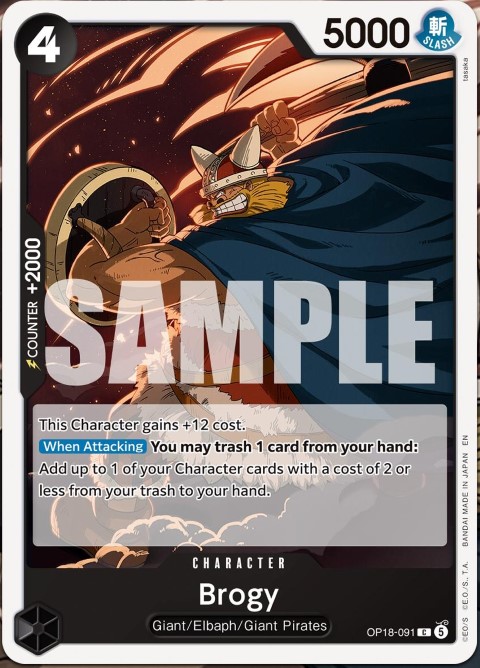 4
5000
斬
SLASH
tasaka
COUNTER +2000
SAMPLE
This Character gains +12 cost.
When Attacking You may trash 1 card from your hand:
Add up to 1 of your Character cards with a cost of 2 or
less from your trash to your hand.
CHARACTER
Brogy
Giant/Elbaph/Giant Pirates
OP18-091 C 5
©E.O./S., T.A. BANDAI MADE IN JAPAN EN
©EO/S